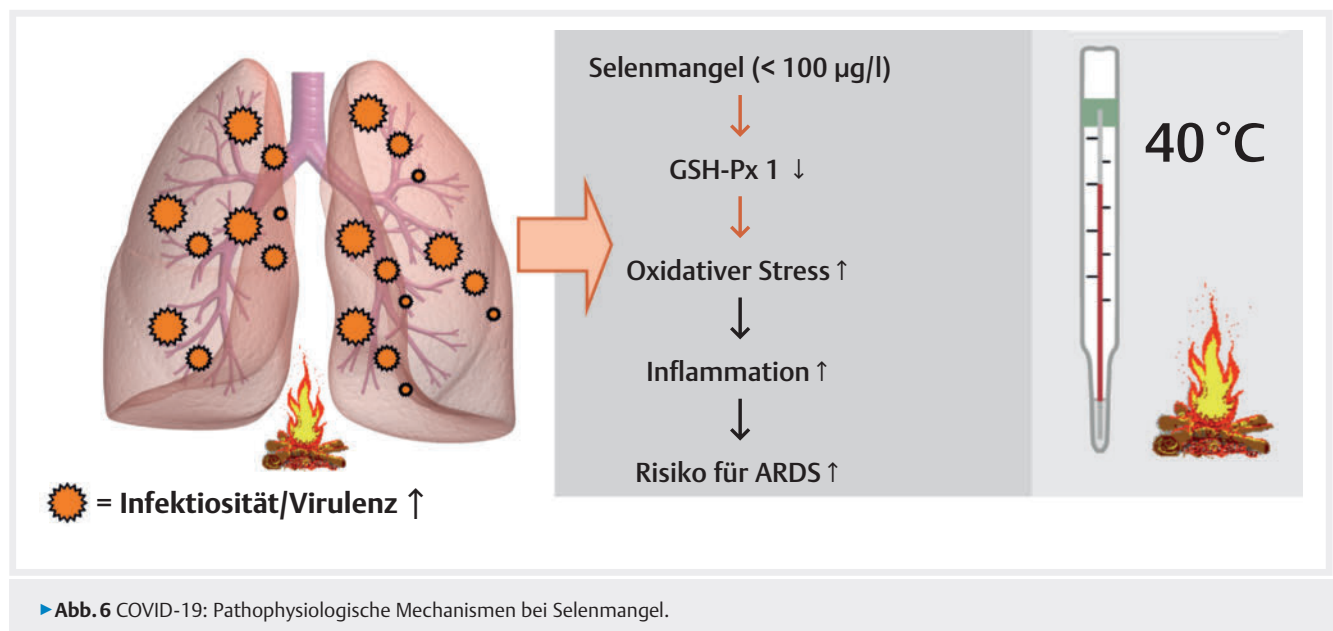 Selenmangel (< 100 µg/l)
GSH-Px 1 ↓
Oxidativer Stress ↑
Inflammation ↑
Risiko für ARDS ↑
40 °C
= Infektiosität/Virulenz ↑
▶ Abb. 6 COVID-19: Pathophysiologische Mechanismen bei Selenmangel.